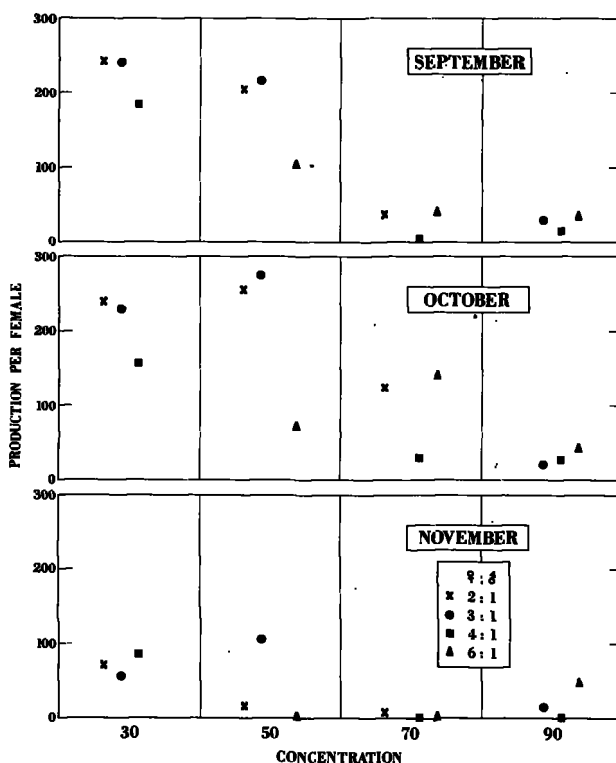 300
200
100
0
SEPTEMBER
300
200
100
0
OCTOBER
300
200
100
0
NOVEMBER
♀ : ♂
× 2 : 1
● 3 : 1
■ 4 : 1
▲ 6 : 1
30 50 70 90
CONCENTRATION
PRODUCTION PER FEMALE